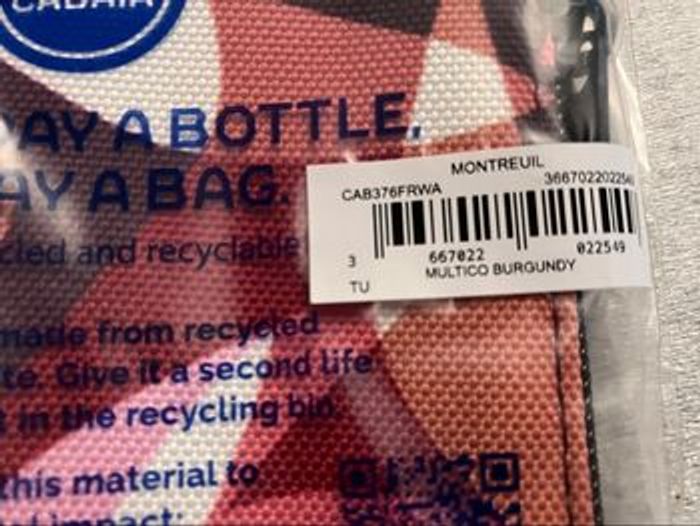 CABAIA
AY A BOTTLE,
AY A BAG.
cled and recyclable
MONTREUIL
CAB376FRWA
3 667022 022549
MULTICO BURGUNDY
TU
made from recycled
te. Give it a second life
t in the recycling bin.
this material to
impact: